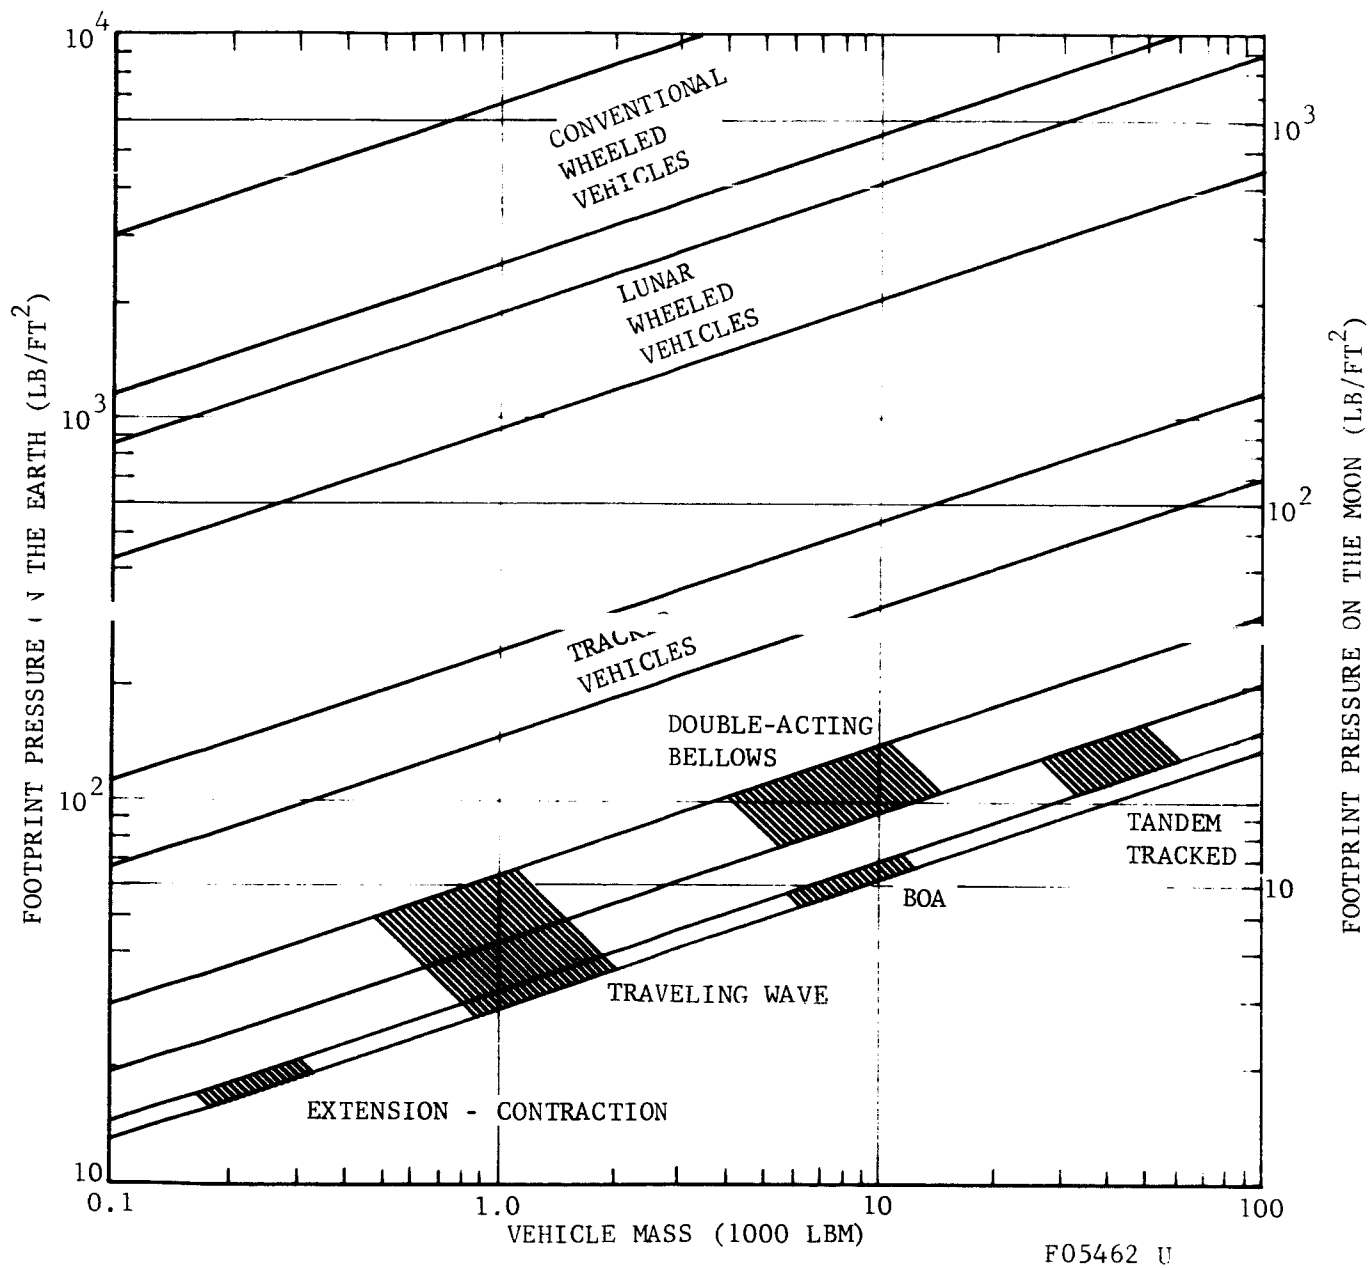 10^4
10^3
10^2
10
FOOTPRINT PRESSURE THE EARTH (LB/FT^2)
CONVENTIONAL
WHEELED
VEHICLES
LUNAR
WHEELED
VEHICLES
VEHICLES
DOUBLE-ACTING
BELLOWS
TANDEM
TRACKED
BOA
TRAVELING WAVE
EXTENSION - CONTRACTION
10^3
10^2
10
FOOTPRINT PRESSURE ON THE MOON (LB/FT^2)
0.1 1.0 10 100
VEHICLE MASS (1000 LBM)
F05462 U